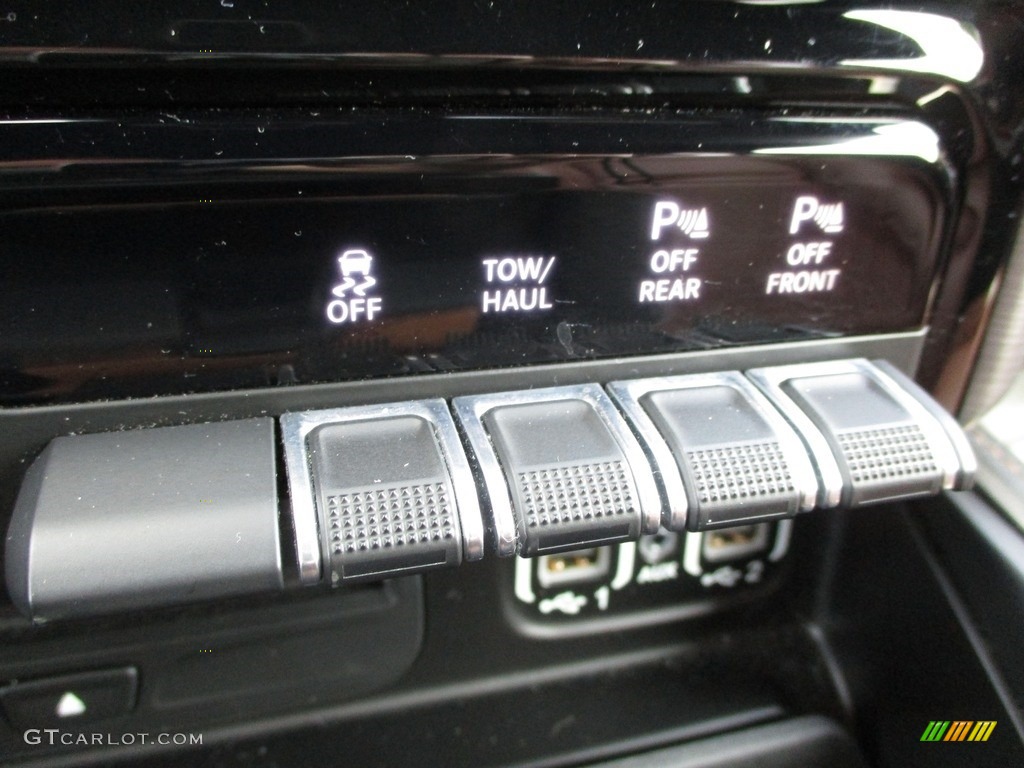 OFF
TOW/
HAUL
P
OFF
REAR
P
OFF
FRONT
1
AUX
2
GTCARLOT.COM